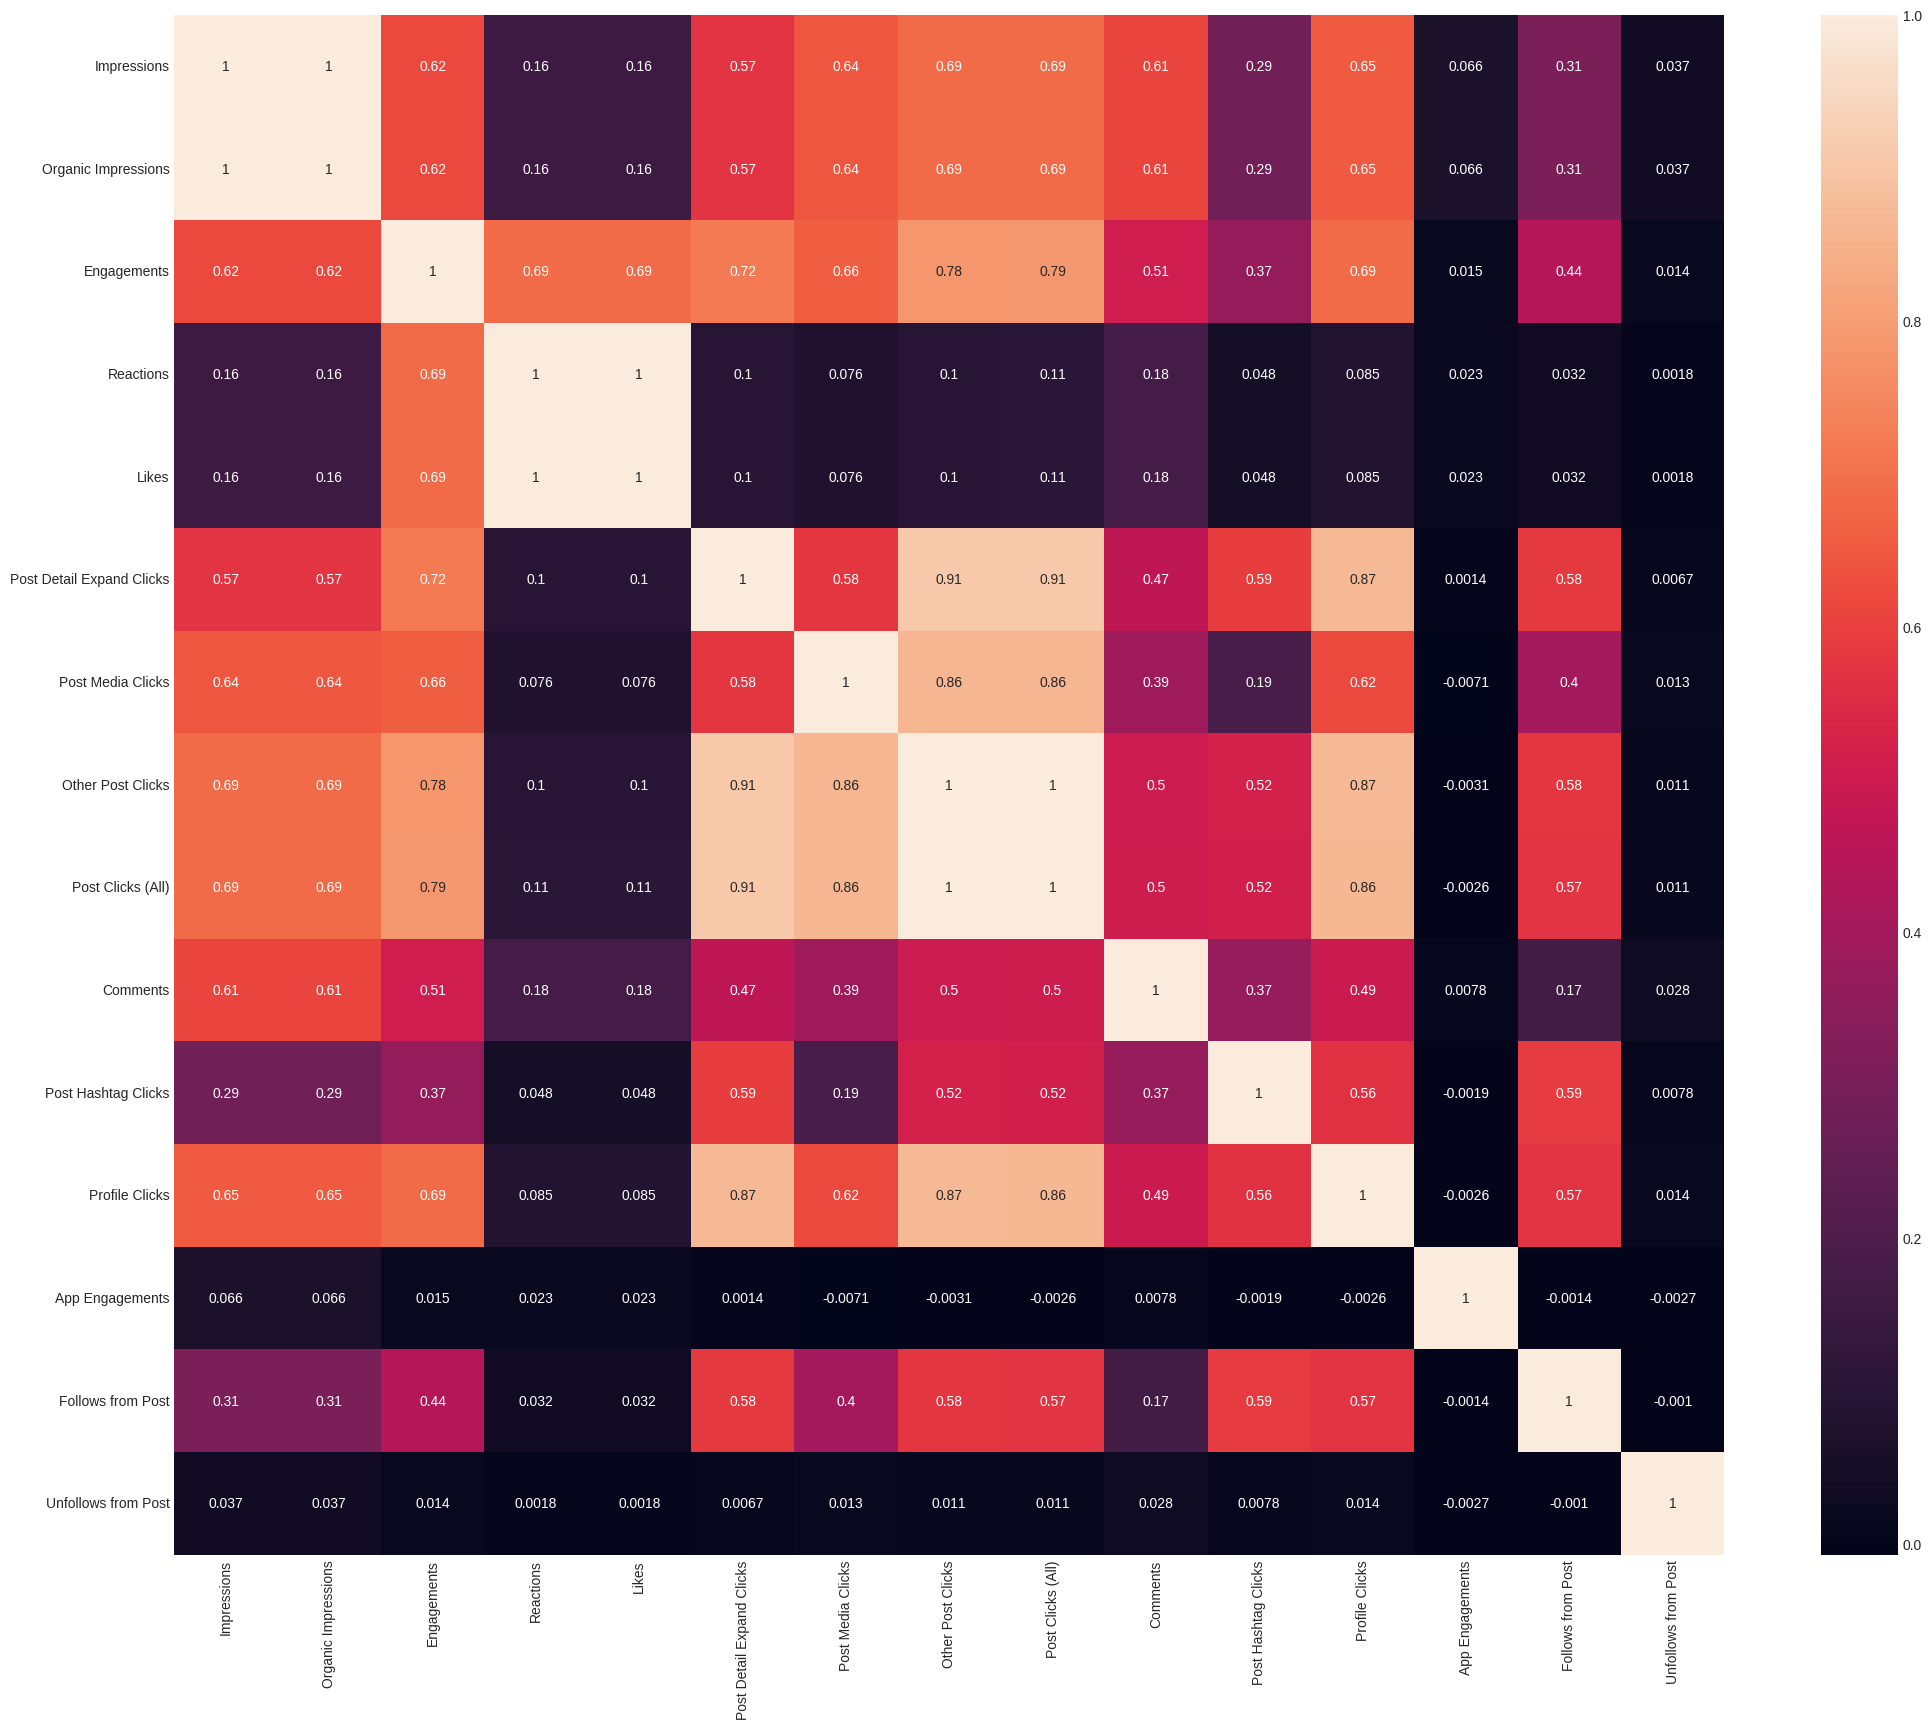 Impressions 1 1 0.62 0.16 0.16 0.57 0.64 0.69 0.69 0.61 0.29 0.65 0.066 0.31 0.037
Organic Impressions 1 1 0.62 0.16 0.16 0.57 0.64 0.69 0.69 0.61 0.29 0.65 0.066 0.31 0.037
Engagements 0.62 0.62 1 0.69 0.69 0.72 0.66 0.78 0.79 0.51 0.37 0.69 0.015 0.44 0.014
Reactions 0.16 0.16 0.69 1 1 0.1 0.076 0.1 0.11 0.18 0.048 0.085 0.023 0.032 0.0018
Likes 0.16 0.16 0.69 1 1 0.1 0.076 0.1 0.11 0.18 0.048 0.085 0.023 0.032 0.0018
Post Detail Expand Clicks 0.57 0.57 0.72 0.1 0.1 1 0.58 0.91 0.91 0.47 0.59 0.87 0.0014 0.58 0.0067
Post Media Clicks 0.64 0.64 0.66 0.076 0.076 0.58 1 0.86 0.86 0.39 0.19 0.62 -0.0071 0.4 0.013
Other Post Clicks 0.69 0.69 0.78 0.1 0.1 0.91 0.86 1 1 0.5 0.52 0.87 -0.0031 0.58 0.011
Post Clicks (All) 0.69 0.69 0.79 0.11 0.11 0.91 0.86 1 1 0.5 0.52 0.86 -0.0026 0.57 0.011
Comments 0.61 0.61 0.51 0.18 0.18 0.47 0.39 0.5 0.5 1 0.37 0.49 0.0078 0.17 0.028
Post Hashtag Clicks 0.29 0.29 0.37 0.048 0.048 0.59 0.19 0.52 0.52 0.37 1 0.56 -0.0019 0.59 0.0078
Profile Clicks 0.65 0.65 0.69 0.085 0.085 0.87 0.62 0.87 0.86 0.49 0.56 1 -0.0026 0.57 0.014
App Engagements 0.066 0.066 0.015 0.023 0.023 0.0014 -0.0071 -0.0031 -0.0026 0.0078 -0.0019 -0.0026 1 -0.0014 -0.0027
Follows from Post 0.31 0.31 0.44 0.032 0.032 0.58 0.4 0.58 0.57 0.17 0.59 0.57 -0.0014 1 -0.001
Unfollows from Post 0.037 0.037 0.014 0.0018 0.0018 0.0067 0.013 0.011 0.011 0.028 0.0078 0.014 -0.0027 -0.001 1
Impressions
Organic Impressions
Engagements
Reactions
Likes
Post Detail Expand Clicks
Post Media Clicks
Other Post Clicks
Post Clicks (All)
Comments
Post Hashtag Clicks
Profile Clicks
App Engagements
Follows from Post
Unfollows from Post
1.0
0.8
0.6
0.4
0.2
0.0